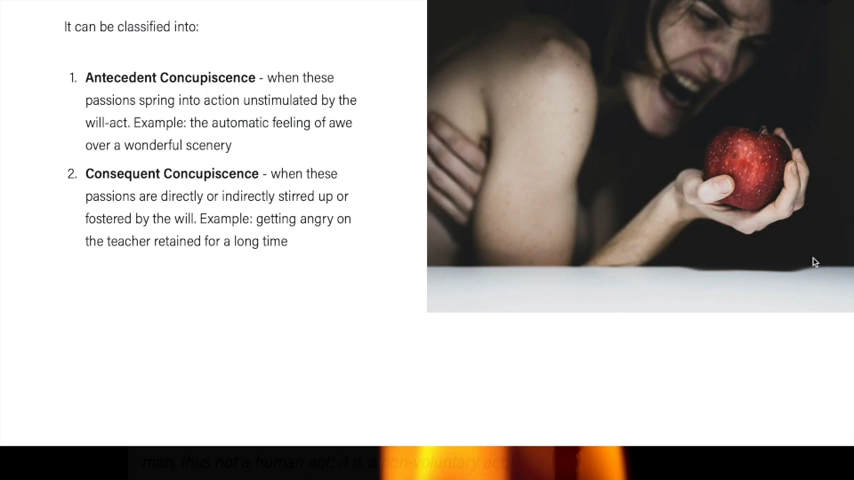 It can be classified into:
1. Antecedent Concupiscence - when these
passions spring into action unstimulated by the
will-act. Example: the automatic feeling of awe
over a wonderful scenery
2. Consequent Concupiscence - when these
passions are directly or indirectly stirred up or
fostered by the will. Example: getting angry on
the teacher retained for a long time
man, thus not a human act; it is a non-voluntary act.